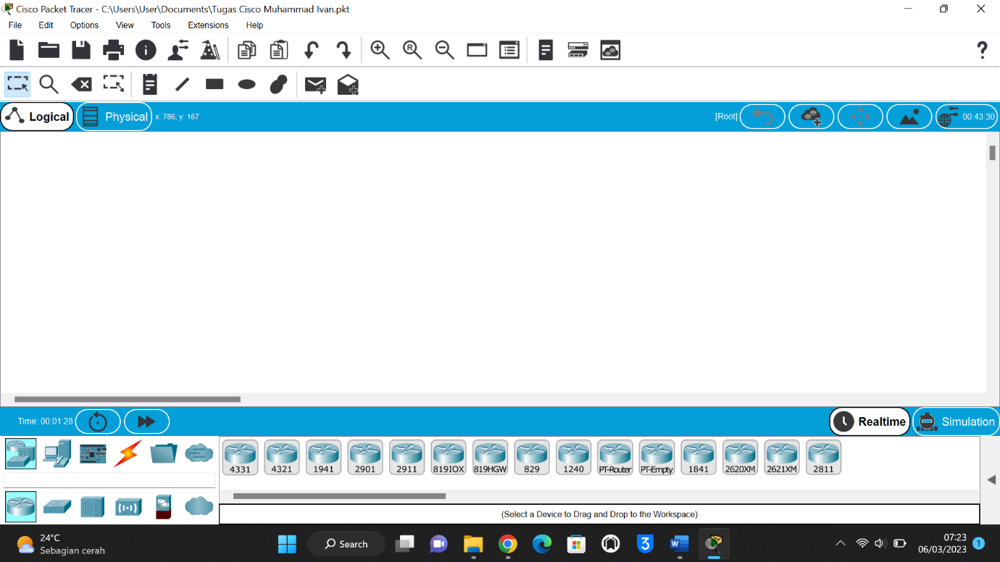 Cisco Packet Tracer - C:\Users\User\Documents\Tugas Cisco Muhammad Ivan.pkt
File Edit Options View Tools Extensions Help
Logical Physical x: 786, y: 167 [Root] 00:43:30
Time: 00:01:28 Realtime Simulation
4331 4321 1941 2901 2911 819IOX 819HGW 829 1240 PT-Router PT-Empty 1841 2620XM 2621XM 2811
(Select a Device to Drag and Drop to the Workspace)
24°C
Sebagian cerah
Search
07:23
06/03/2023
1